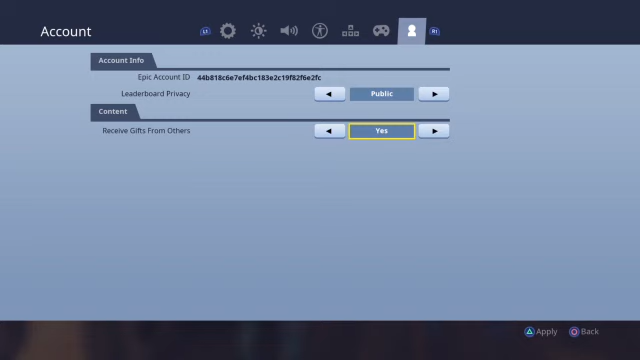 Account
L1
R1
Account Info
Epic Account ID 44b818c6e7ef4bc183e2c19f82f6e2fc
Leaderboard Privacy Public
Content
Receive Gifts From Others Yes
Apply Back